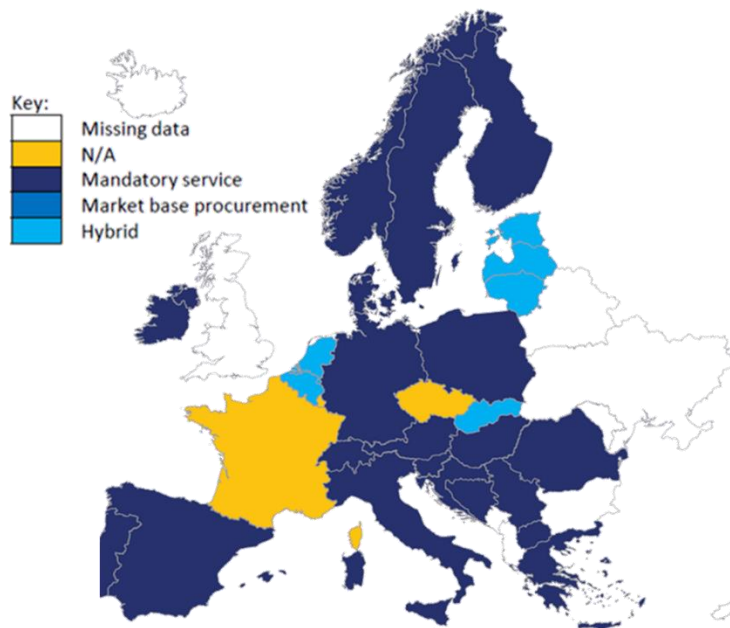 Key:
Missing data
N/A
Mandatory service
Market base procurement
Hybrid